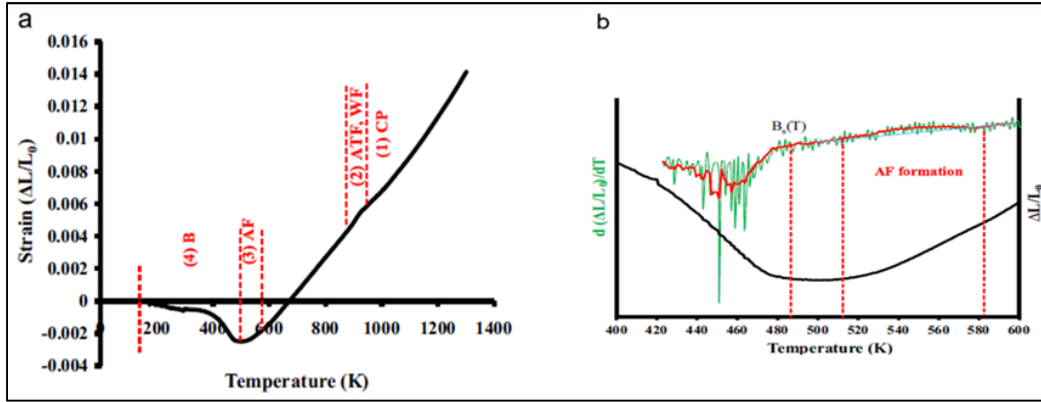 a
Strain (ΔL/L₀)
0.016
0.014
0.012
0.01
0.008
0.006
0.004
0.002
0
-0.002
-0.004
(4) B
(3) AF
(2) ATF, WF
(1) CP
0 200 400 600 800 1000 1200 1400
Temperature (K)
b
d (ΔL/L₀)/dT
Bₛ(T)
AF formation
ΔL/L₀
400 420 440 460 480 500 520 540 560 580 600
Temperature (K)